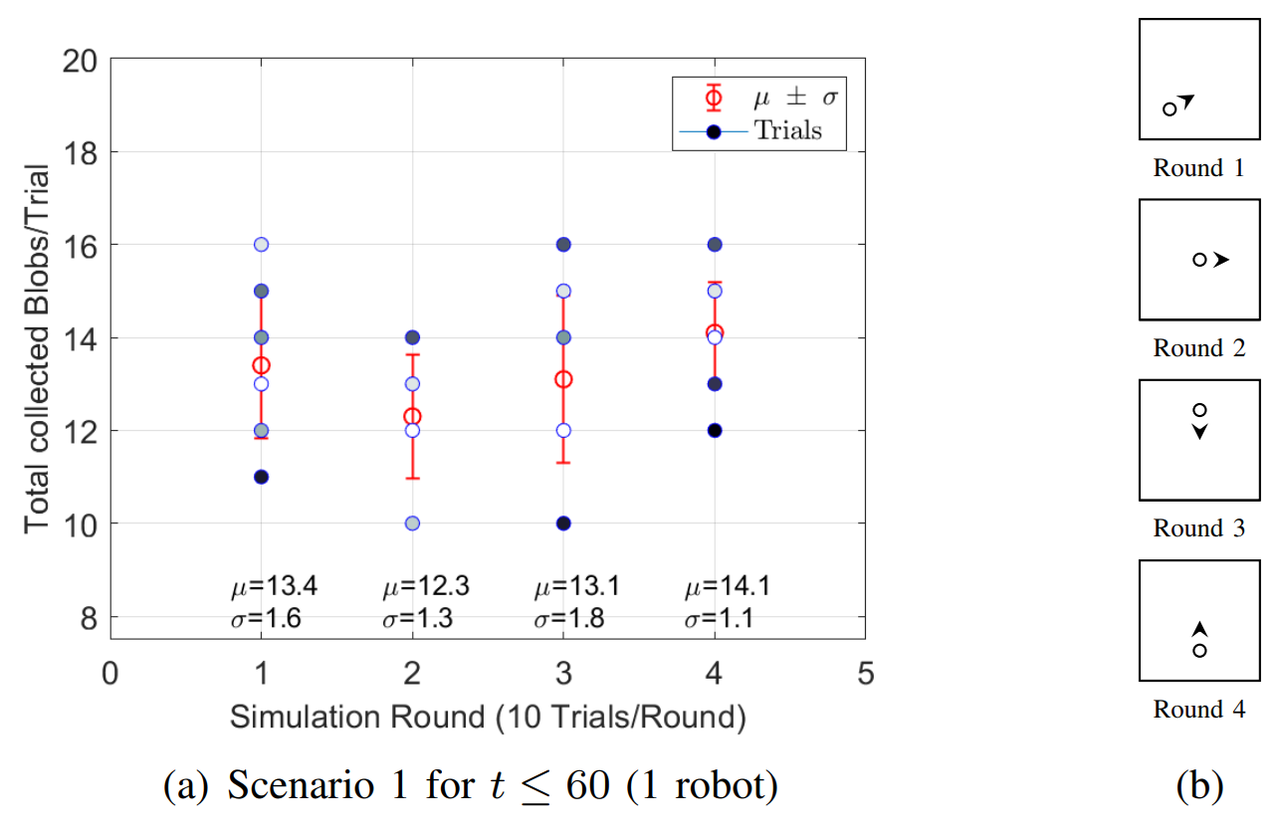 20
18
16
14
12
10
8
Total collected Blobs/Trial
μ ± σ
Trials
μ=13.4
σ=1.6
μ=12.3
σ=1.3
μ=13.1
σ=1.8
μ=14.1
σ=1.1
0 1 2 3 4 5
Simulation Round (10 Trials/Round)
(a) Scenario 1 for t ≤ 60 (1 robot)
Round 1
Round 2
Round 3
Round 4
(b)